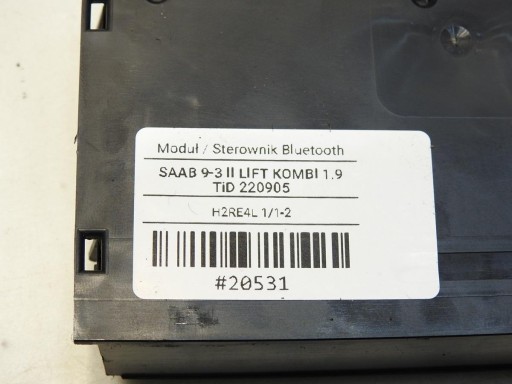 Moduł / Sterownik Bluetooth
SAAB 9-3 II LIFT KOMBI 1.9
TiD 220905
H2RE4L 1/1-2
#20531